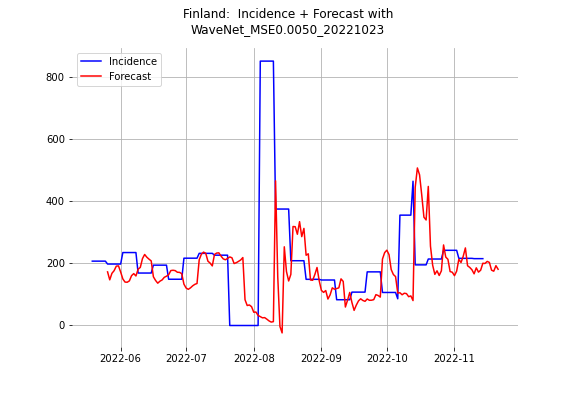 Finland:  Incidence + Forecast with
WaveNet_MSE0.0050_20221023
Incidence
Forecast
800
600
400
200
0
2022-06 2022-07 2022-08 2022-09 2022-10 2022-11